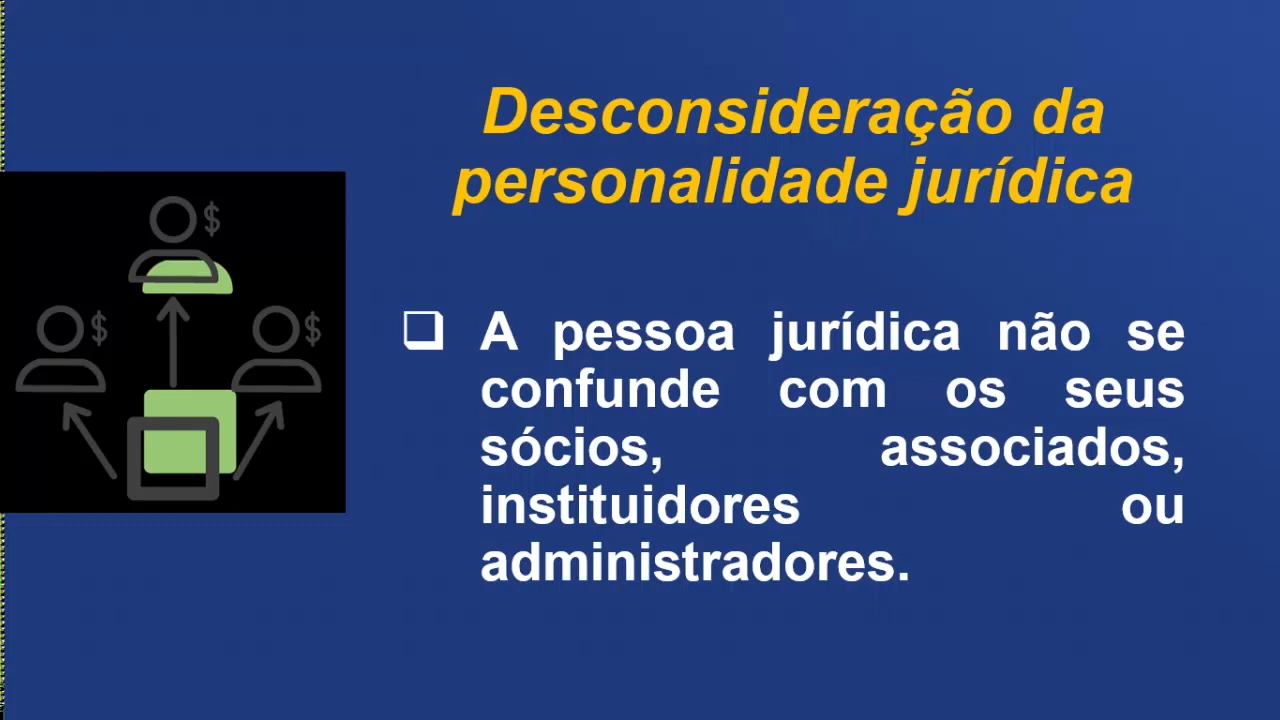 Desconsideração da
personalidade jurídica
$
$
$
❑ A pessoa jurídica não se
confunde com os seus
sócios, associados,
instituidores ou
administradores.